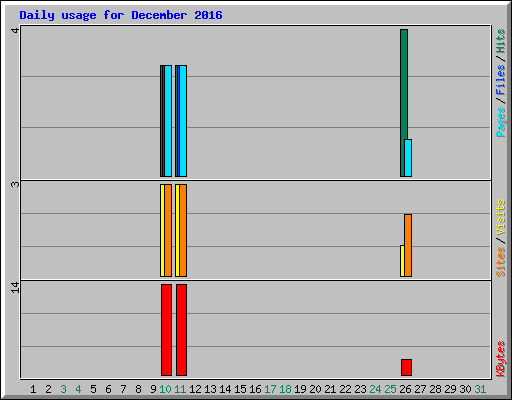 Daily usage for December 2016
4
Pages / Files / Hits
3
Sites / Visits
14
KBytes
1 2 3 4 5 6 7 8 9 10 11 12 13 14 15 16 17 18 19 20 21 22 23 24 25 26 27 28 29 30 31